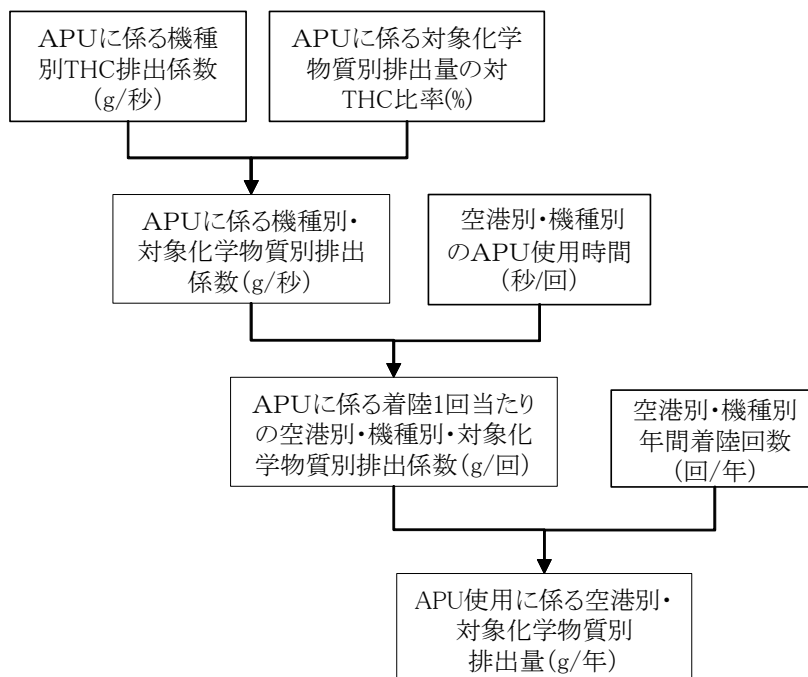 APUに係る機種
別THC排出係数
(g/秒)
APUに係る対象化学
物質別排出量の対
THC比率(%)
APUに係る機種別・
対象化学物質別排出
係数(g/秒)
空港別・機種別
のAPU使用時間
(秒/回)
APUに係る着陸1回当たり
の空港別・機種別・対象化
学物質別排出係数(g/回)
空港別・機種別
年間着陸回数
(回/年)
APU使用に係る空港別・
対象化学物質別
排出量(g/年)